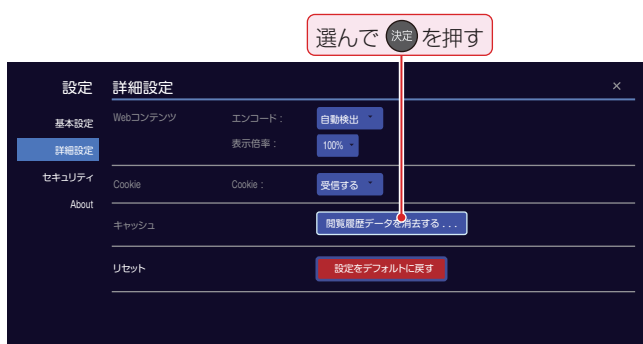 選んで 決定 を押す
設定 詳細設定 ×
基本設定 Webコンテンツ エンコード： 自動検出
詳細設定 表示倍率： 100%
セキュリティ Cookie Cookie： 受信する
About
キャッシュ 閲覧履歴データを消去する...
リセット 設定をデフォルトに戻す